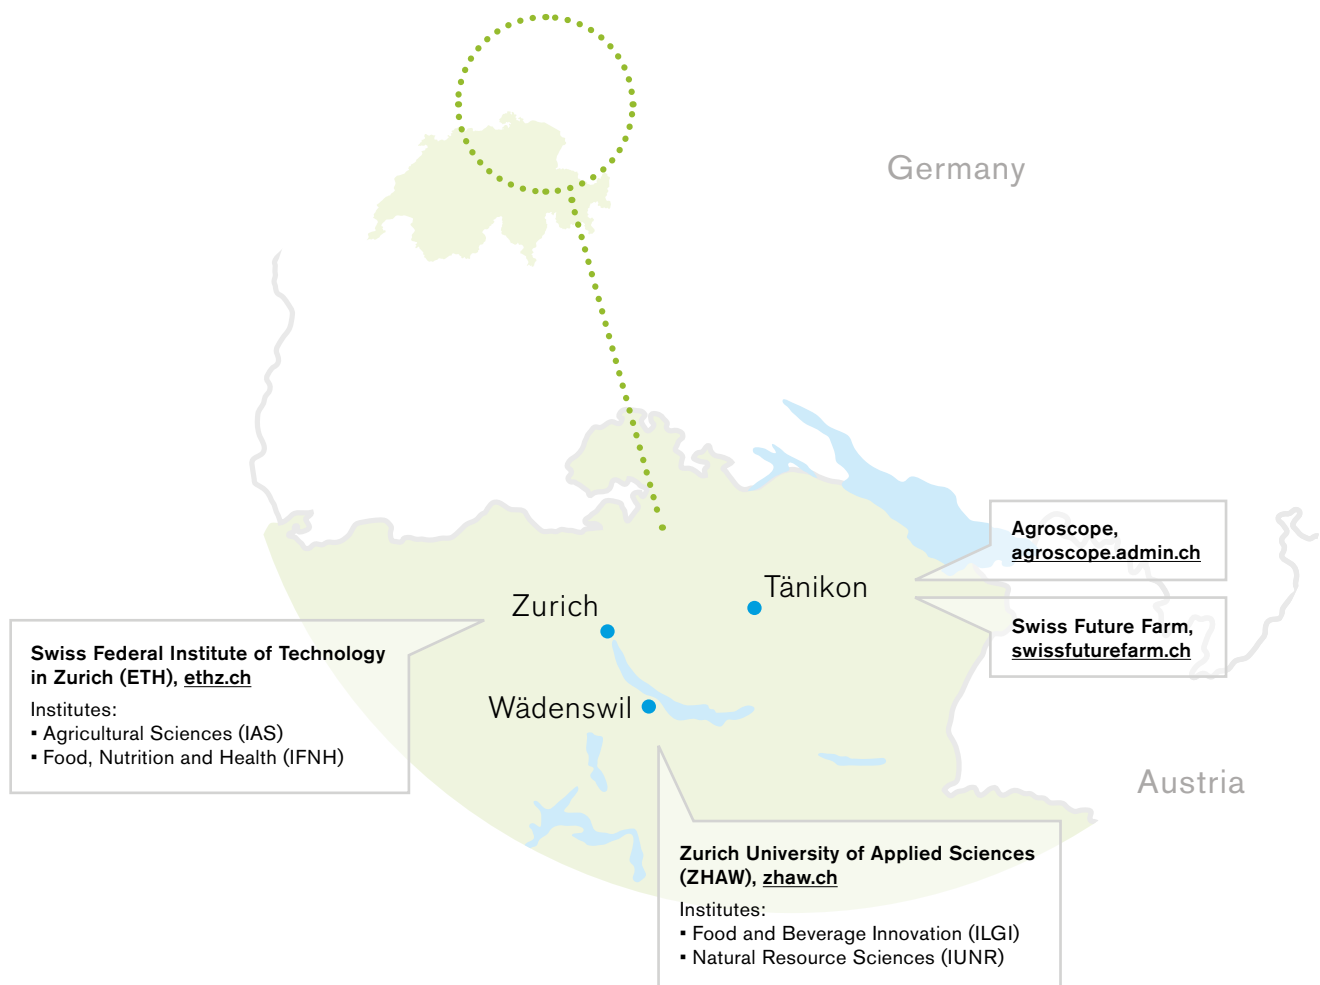 Germany
Agroscope,
agroscope.admin.ch
Tänikon
Zurich
Swiss Future Farm,
swissfuturefarm.ch
Swiss Federal Institute of Technology
in Zurich (ETH), ethz.ch
Institutes:
▪ Agricultural Sciences (IAS)
▪ Food, Nutrition and Health (IFNH)
Wädenswil
Austria
Zurich University of Applied Sciences
(ZHAW), zhaw.ch
Institutes:
▪ Food and Beverage Innovation (ILGI)
▪ Natural Resource Sciences (IUNR)